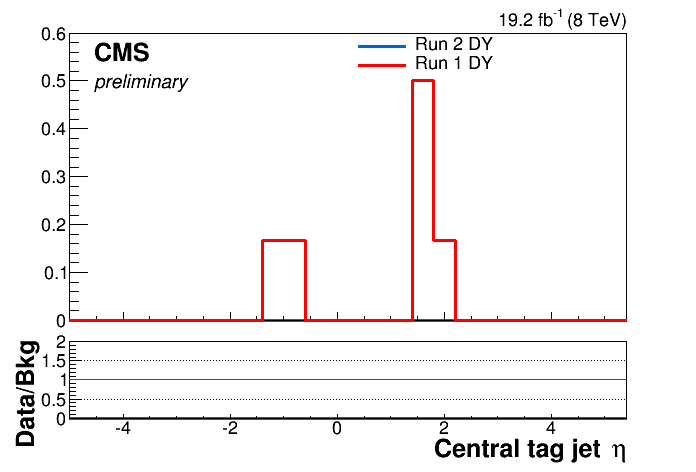 19.2 fb-1 (8 TeV)
CMS
preliminary
Run 2 DY
Run 1 DY
0.6
0.5
0.4
0.3
0.2
0.1
0
Data/Bkg
2
1.5
1
0.5
0
-4 -2 0 2 4
Central tag jet η